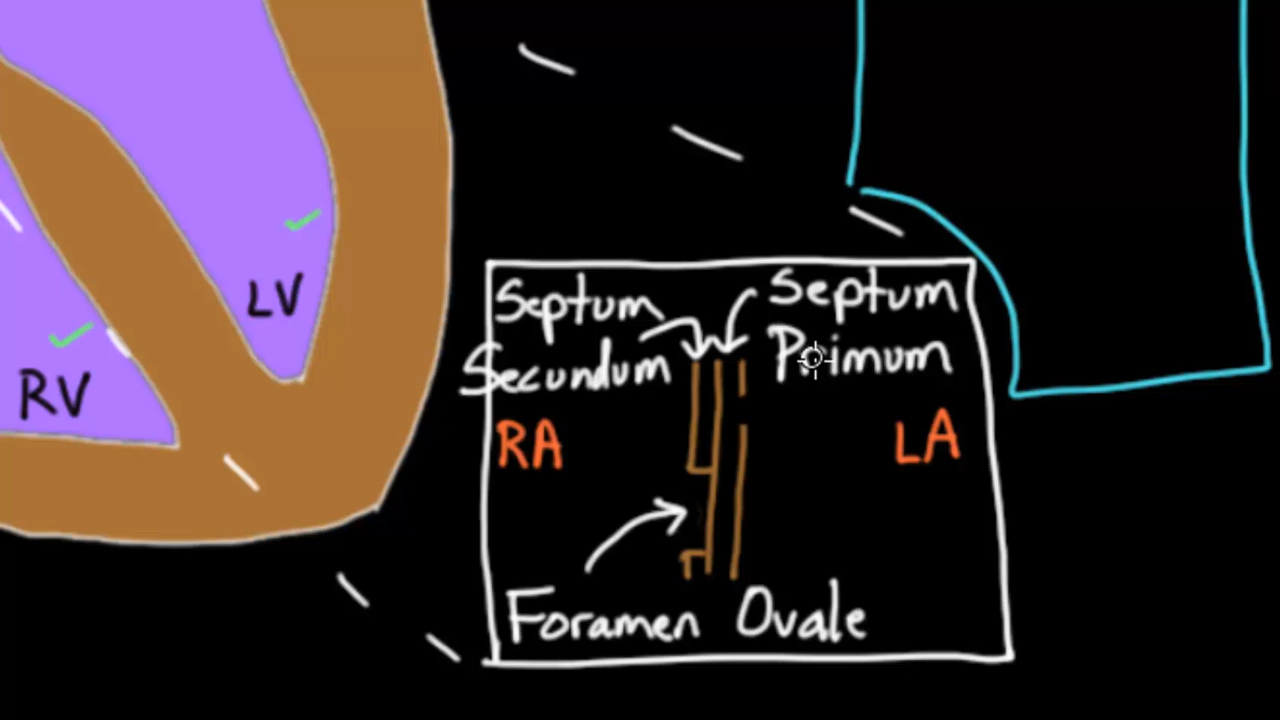 LV
RV
Septum
Secundum
Septum
Primum
RA
LA
Foramen Ovale